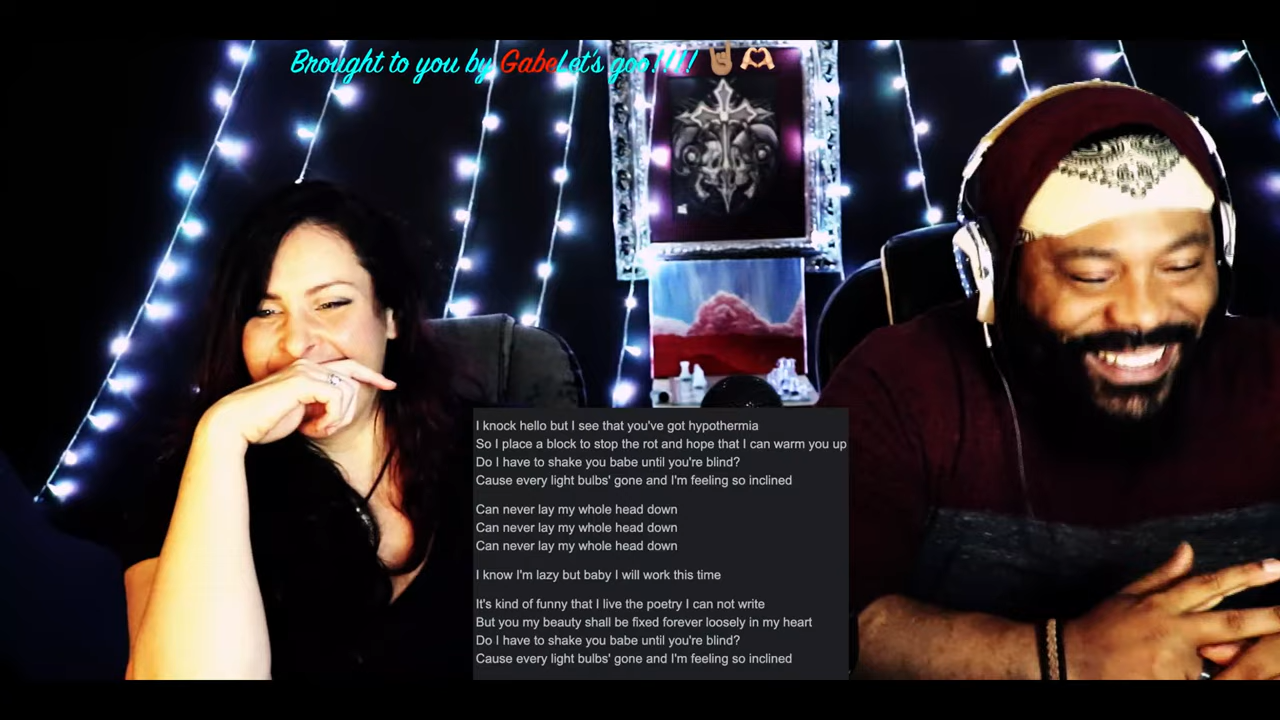 Brought to you by GabeLet's goo!!!!
I knock hello but I see that you've got hypothermia
So I place a block to stop the rot and hope that I can warm you up
Do I have to shake you babe until you're blind?
Cause every light bulbs' gone and I'm feeling so inclined
Can never lay my whole head down
Can never lay my whole head down
Can never lay my whole head down
I know I'm lazy but baby I will work this time
It's kind of funny that I live the poetry I can not write
But you my beauty shall be fixed forever loosely in my heart
Do I have to shake you babe until you're blind?
Cause every light bulbs' gone and I'm feeling so inclined